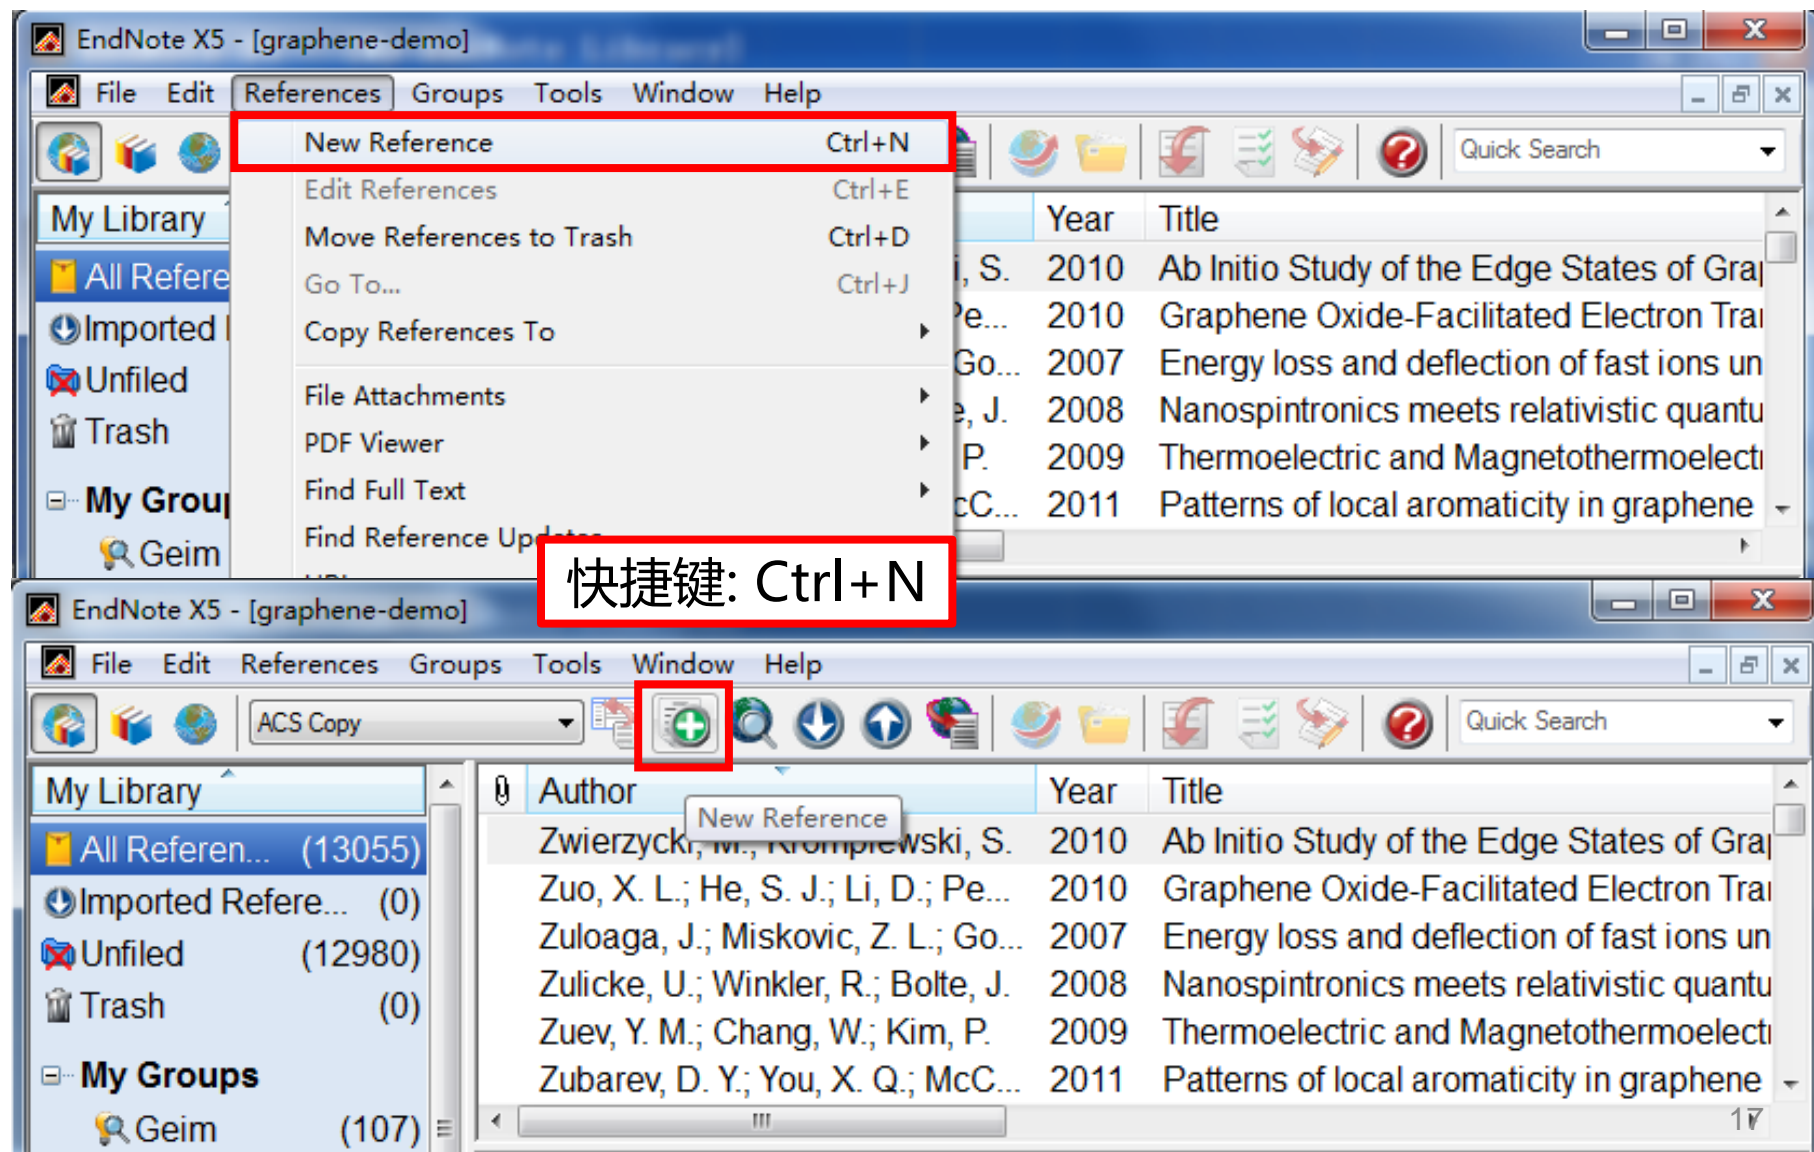 EndNote X5 - [graphene-demo]
File Edit References Groups Tools Window Help
New Reference Ctrl+N
Quick Search
Edit References Ctrl+E
My Library
Year Title
Move References to Trash Ctrl+D
All Refere
i, S. 2010 Ab Initio Study of the Edge States of Gra
Go To... Ctrl+J
Imported
Pe... 2010 Graphene Oxide-Facilitated Electron Tra
Copy References To
Go... 2007 Energy loss and deflection of fast ions un
Unfiled
File Attachments
e, J. 2008 Nanospintronics meets relativistic quantu
Trash
PDF Viewer
P. 2009 Thermoelectric and Magnetothermoelect
Find Full Text
My Grou
cC... 2011 Patterns of local aromaticity in graphene
Find Reference Updates
Geim
快捷键: Ctrl+N
EndNote X5 - [graphene-demo]
File Edit References Groups Tools Window Help
ACS Copy
Quick Search
My Library
Author Year Title
New Reference
All Referen... (13055)
Zwierzycki, M.; Krompiewski, S. 2010 Ab Initio Study of the Edge States of Gra
Imported Refere... (0)
Zuo, X. L.; He, S. J.; Li, D.; Pe... 2010 Graphene Oxide-Facilitated Electron Tra
Unfiled (12980)
Zuloaga, J.; Miskovic, Z. L.; Go... 2007 Energy loss and deflection of fast ions un
Trash (0)
Zulicke, U.; Winkler, R.; Bolte, J. 2008 Nanospintronics meets relativistic quantu
Zuev, Y. M.; Chang, W.; Kim, P. 2009 Thermoelectric and Magnetothermoelect
My Groups
Zubarev, D. Y.; You, X. Q.; McC... 2011 Patterns of local aromaticity in graphene
Geim (107)
17